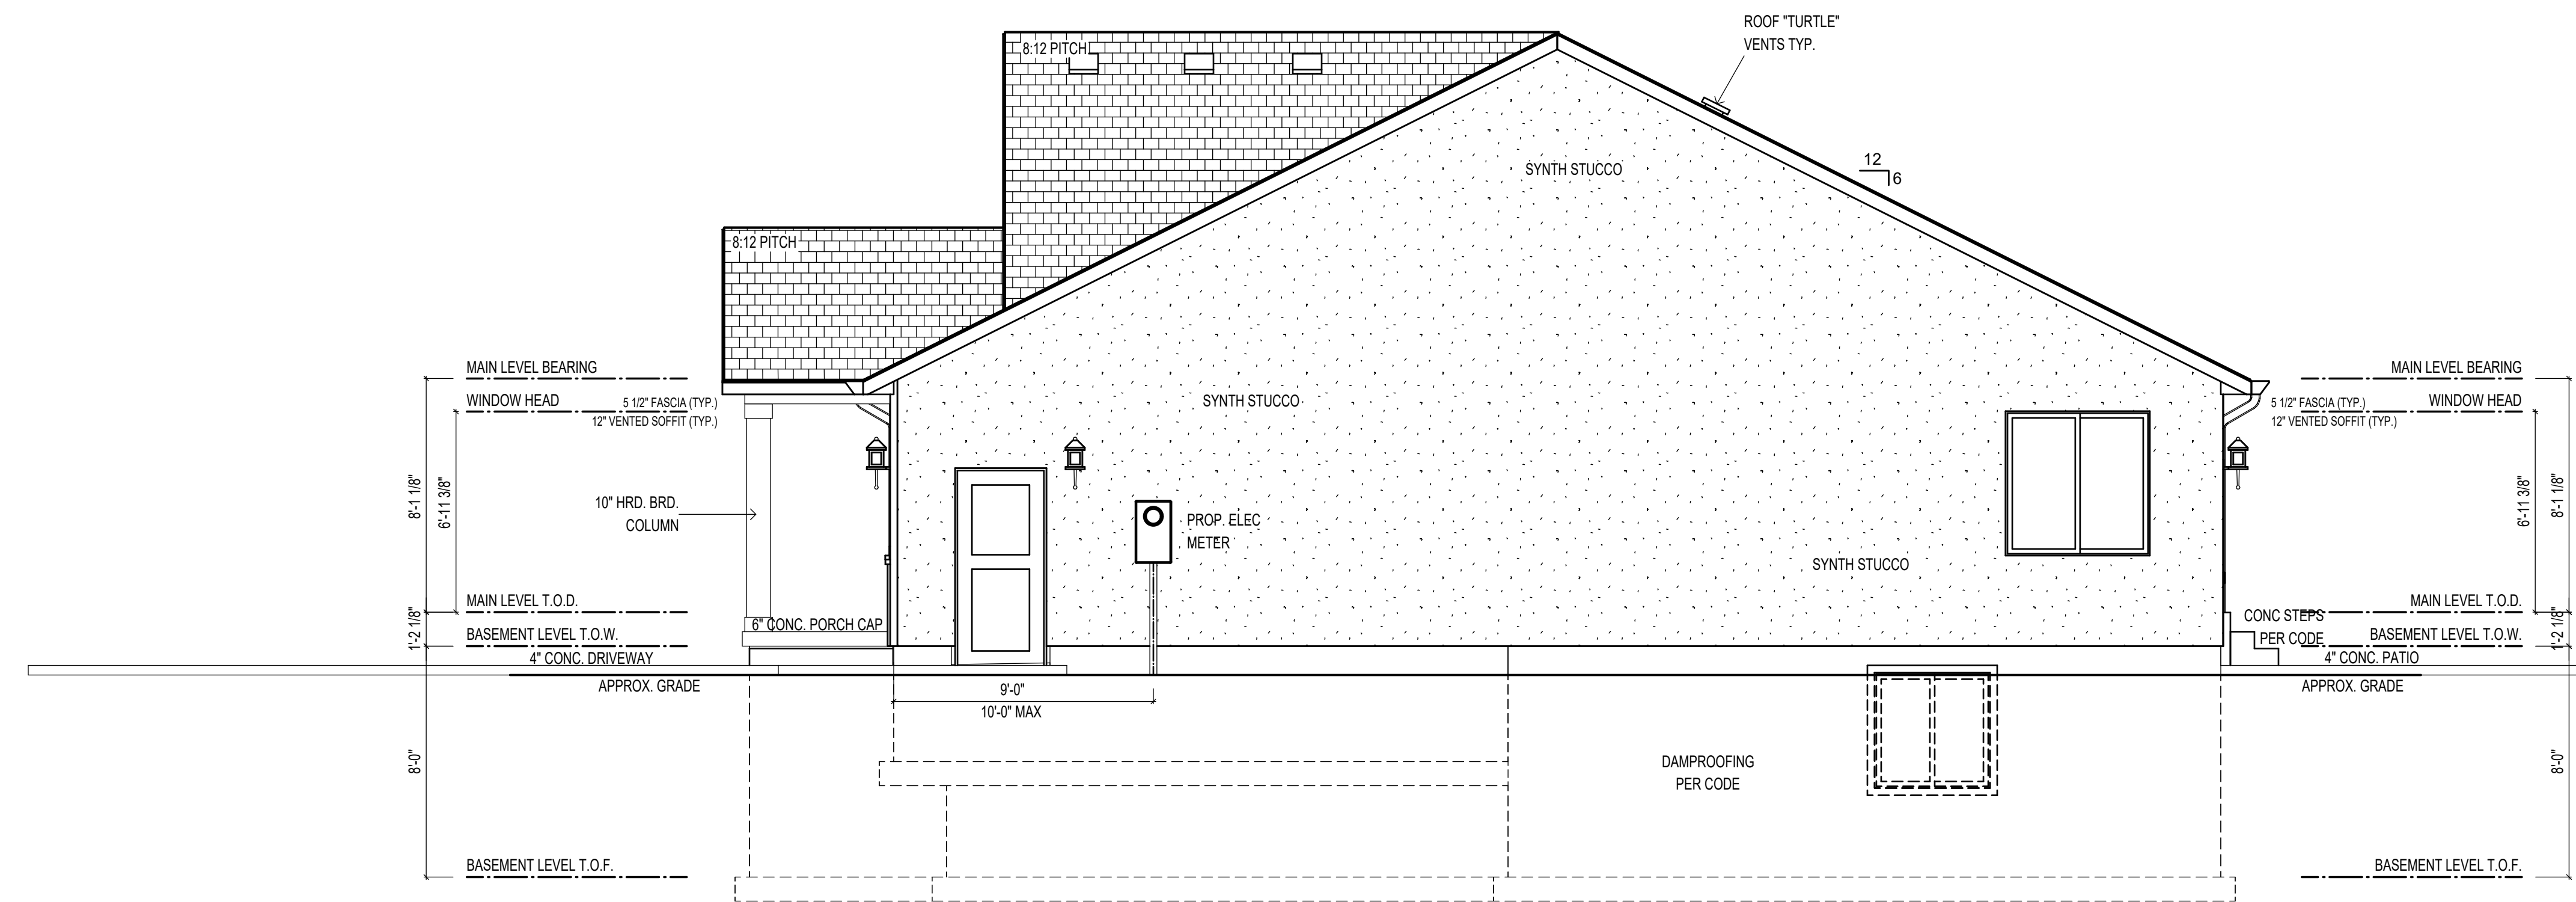 ROOF "TURTLE"
VENTS TYP.
8:12 PITCH
12
6
SYNTH STUCCO
8:12 PITCH
MAIN LEVEL BEARING
WINDOW HEAD
5 1/2" FASCIA (TYP.)
12" VENTED SOFFIT (TYP.)
SYNTH STUCCO
MAIN LEVEL BEARING
5 1/2" FASCIA (TYP.)
WINDOW HEAD
12" VENTED SOFFIT (TYP.)
8'-11 1/8"
6'-11 3/8"
10" HRD. BRD.
COLUMN
PROP. ELEC
METER
SYNTH STUCCO
6'-11 3/8"
8'-11 1/8"
MAIN LEVEL T.O.D.
1'-2 1/8"
6" CONC. PORCH CAP
BASEMENT LEVEL T.O.W.
4" CONC. DRIVEWAY
APPROX. GRADE
MAIN LEVEL T.O.D.
CONC STEPS
PER CODE
BASEMENT LEVEL T.O.W.
1'-2 1/8"
4" CONC. PATIO
APPROX. GRADE
9'-0"
10'-0" MAX
8'-0"
DAMPROOFING
PER CODE
8'-0"
BASEMENT LEVEL T.O.F.
BASEMENT LEVEL T.O.F.